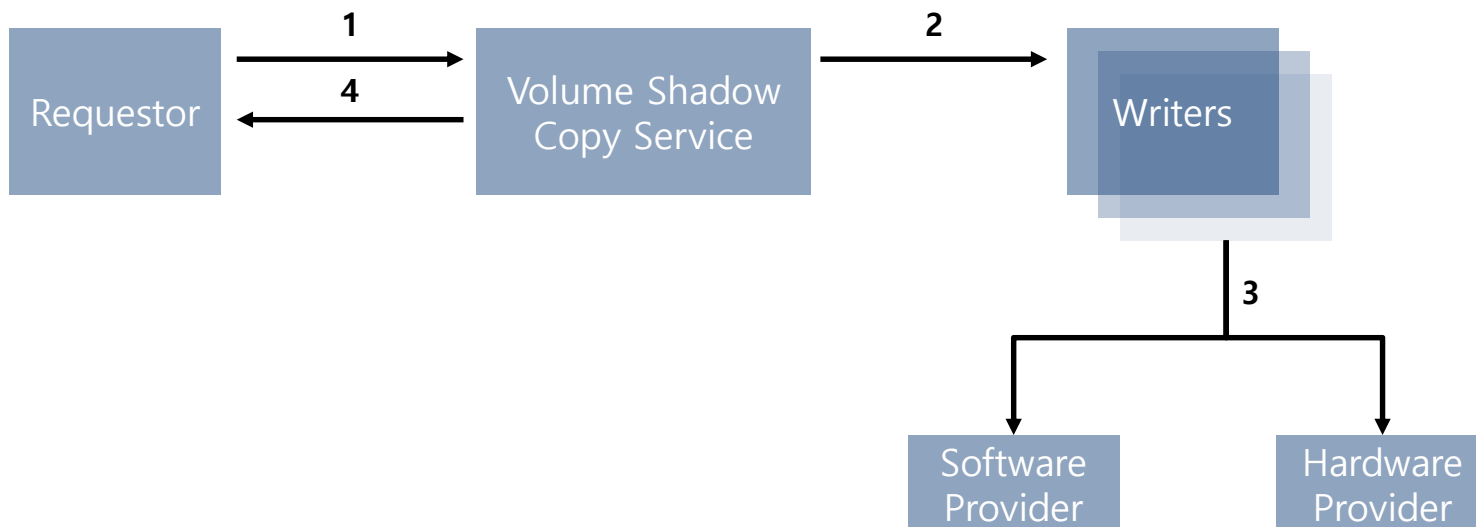 1
2
4
Requestor
Volume Shadow
Copy Service
Writers
3
Software
Provider
Hardware
Provider